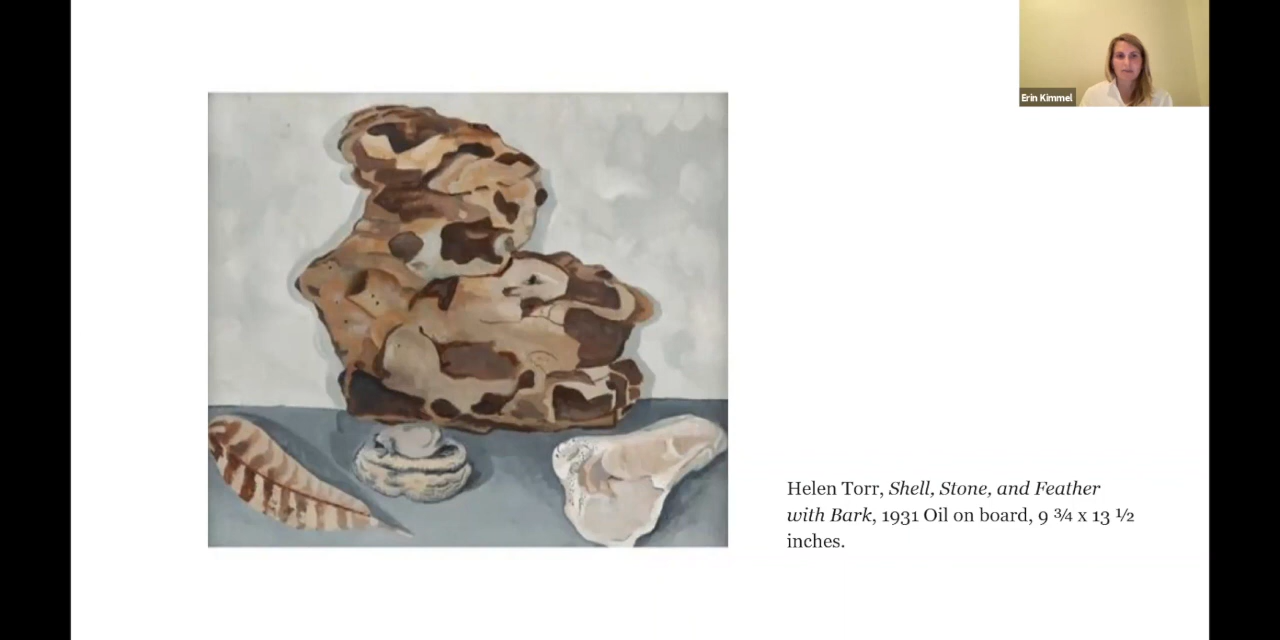 Erin Kimmel
Helen Torr, Shell, Stone, and Feather
with Bark, 1931 Oil on board, 9 ¾ x 13 ½
inches.